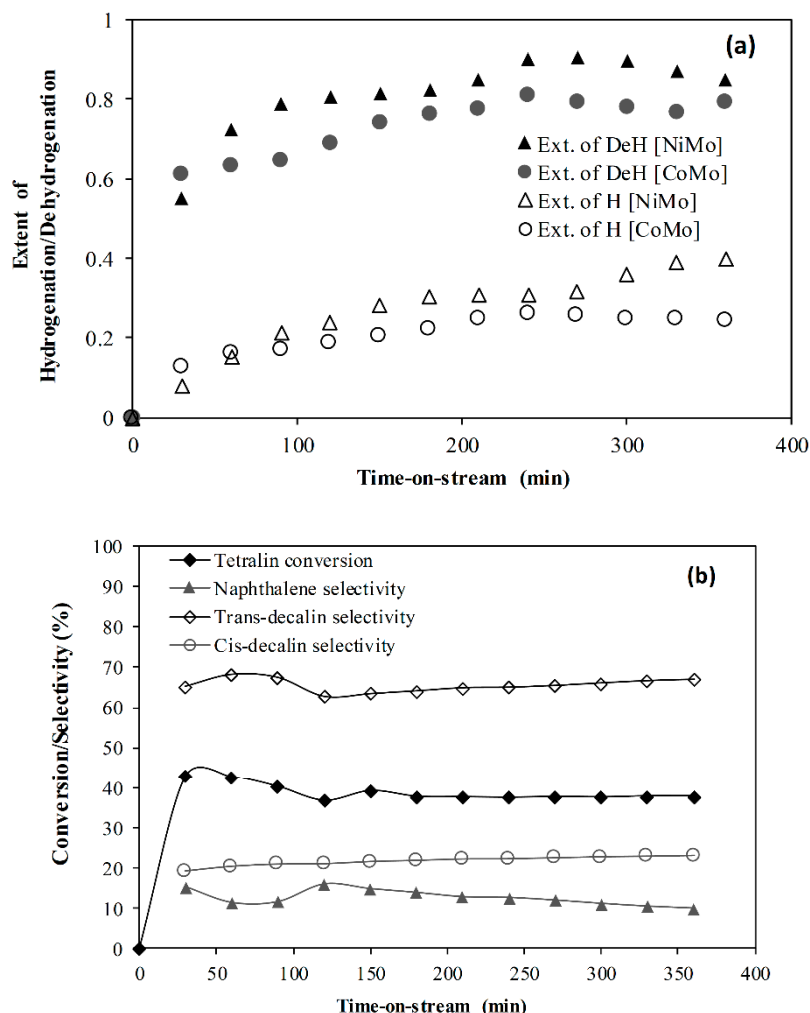 (a)
1
0.8
0.6
0.4
0.2
0
Extent of
Hydrogenation/Dehydrogenation
Ext. of DeH [NiMo]
Ext. of DeH [CoMo]
Ext. of H [NiMo]
Ext. of H [CoMo]
0 100 200 300 400
Time-on-stream (min)
(b)
100
90
80
70
60
50
40
30
20
10
0
Conversion/Selectivity (%)
Tetralin conversion
Naphthalene selectivity
Trans-decalin selectivity
Cis-decalin selectivity
0 50 100 150 200 250 300 350 400
Time-on-stream (min)